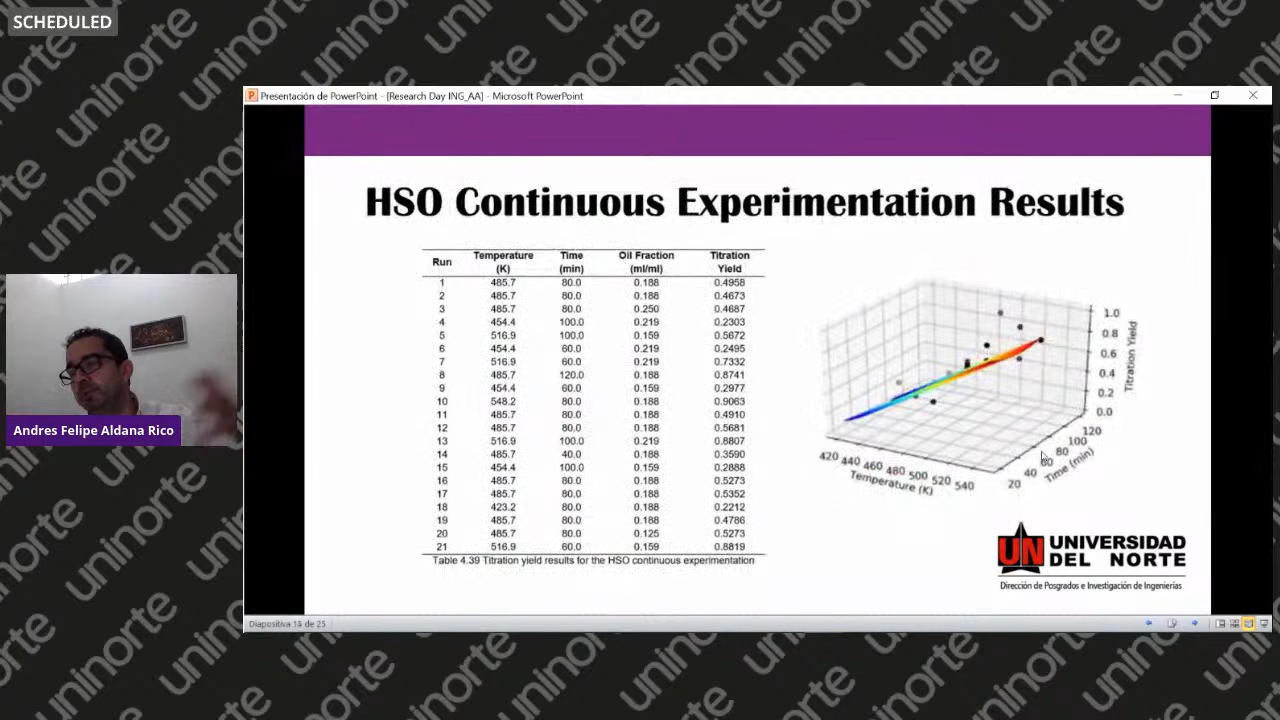 SCHEDULED
Presentación de PowerPoint - [Research Day ING_AA] - Microsoft PowerPoint
HSO Continuous Experimentation Results
Run Temperature (K) Time (min) Oil Fraction (ml/ml) Titration Yield
1 485.7 80.0 0.188 0.4958
2 485.7 80.0 0.188 0.4673
3 485.7 80.0 0.250 0.4687
4 454.4 100.0 0.219 0.2303
5 516.9 100.0 0.159 0.5672
6 454.4 60.0 0.219 0.2495
7 516.9 60.0 0.219 0.7332
8 485.7 120.0 0.188 0.8741
9 454.4 60.0 0.159 0.2977
10 548.2 80.0 0.188 0.9063
11 485.7 80.0 0.188 0.4910
12 485.7 80.0 0.188 0.5681
13 516.9 100.0 0.219 0.8807
14 485.7 40.0 0.188 0.3590
15 454.4 100.0 0.159 0.2888
16 485.7 80.0 0.188 0.5273
17 485.7 80.0 0.188 0.5352
18 423.2 80.0 0.188 0.2212
19 485.7 80.0 0.188 0.4786
20 485.7 80.0 0.125 0.5273
21 516.9 60.0 0.159 0.8819
Table 4.39 Titration yield results for the HSO continuous experimentation
1.0
0.8
0.6
0.4
0.2
0.0
Titration Yield
420 440 460 480 500 520 540
Temperature (K)
20 40 60 80 100 120
Time (min)
Andres Felipe Aldana Rico
UN UNIVERSIDAD
DEL NORTE
Dirección de Posgrados e Investigación de Ingenierías
Diapositiva 18 de 25
uninorte